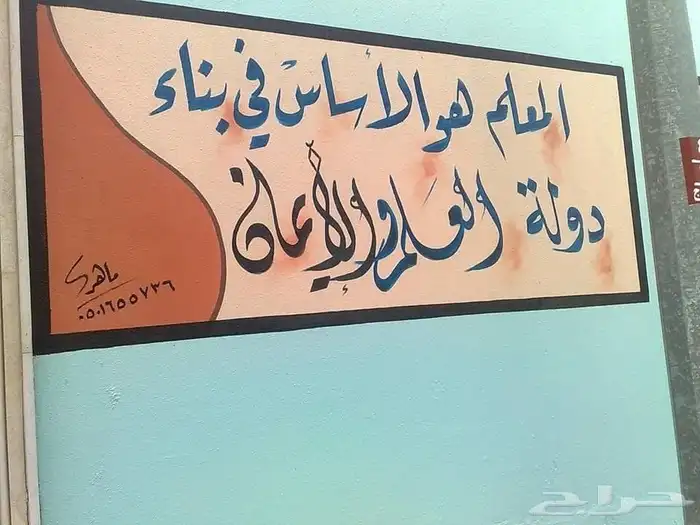 المعلم هو الأساس في بناء
دولة العلم والإيمان
ماهر
٠٥٠١٦٥٥٧٣٦
حراج